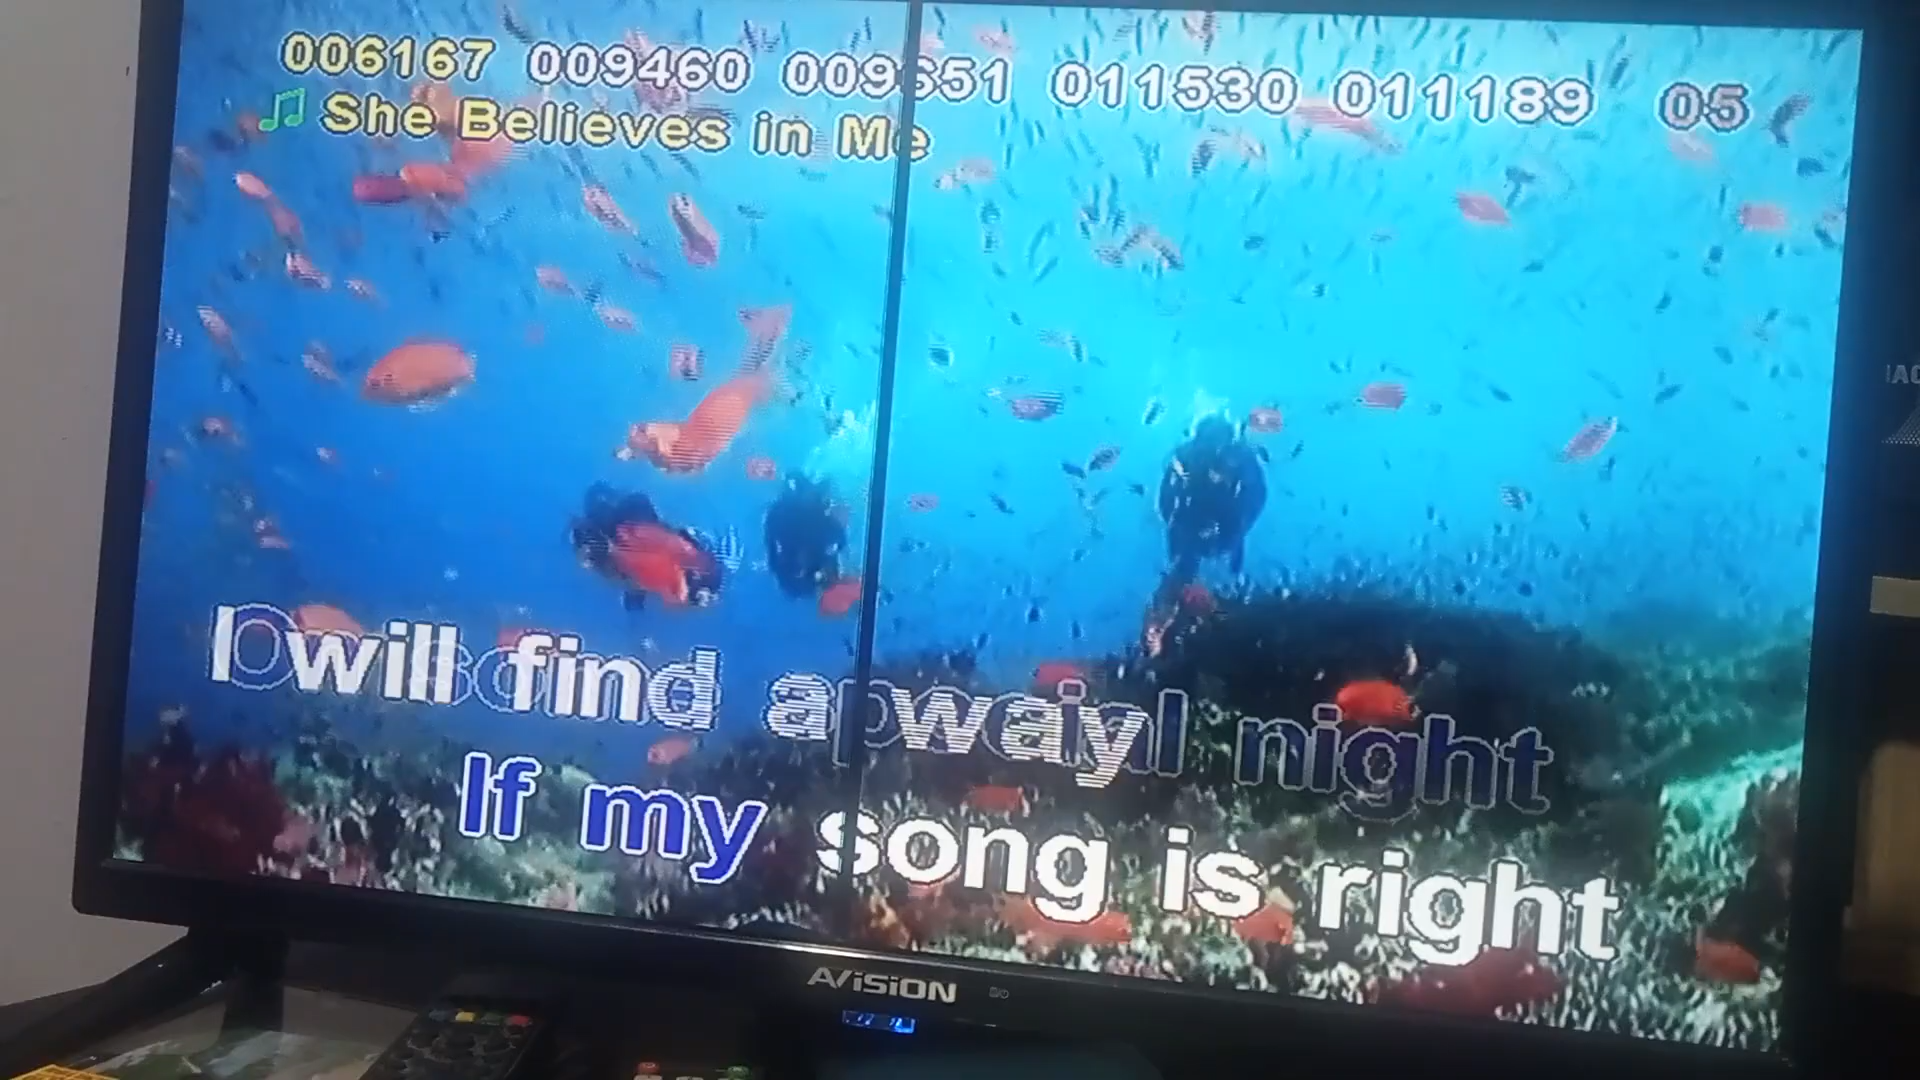 006167 009460 009651 011530 011189 05
She Believes in Me
I will find a way
night
If my song is right
AVISION